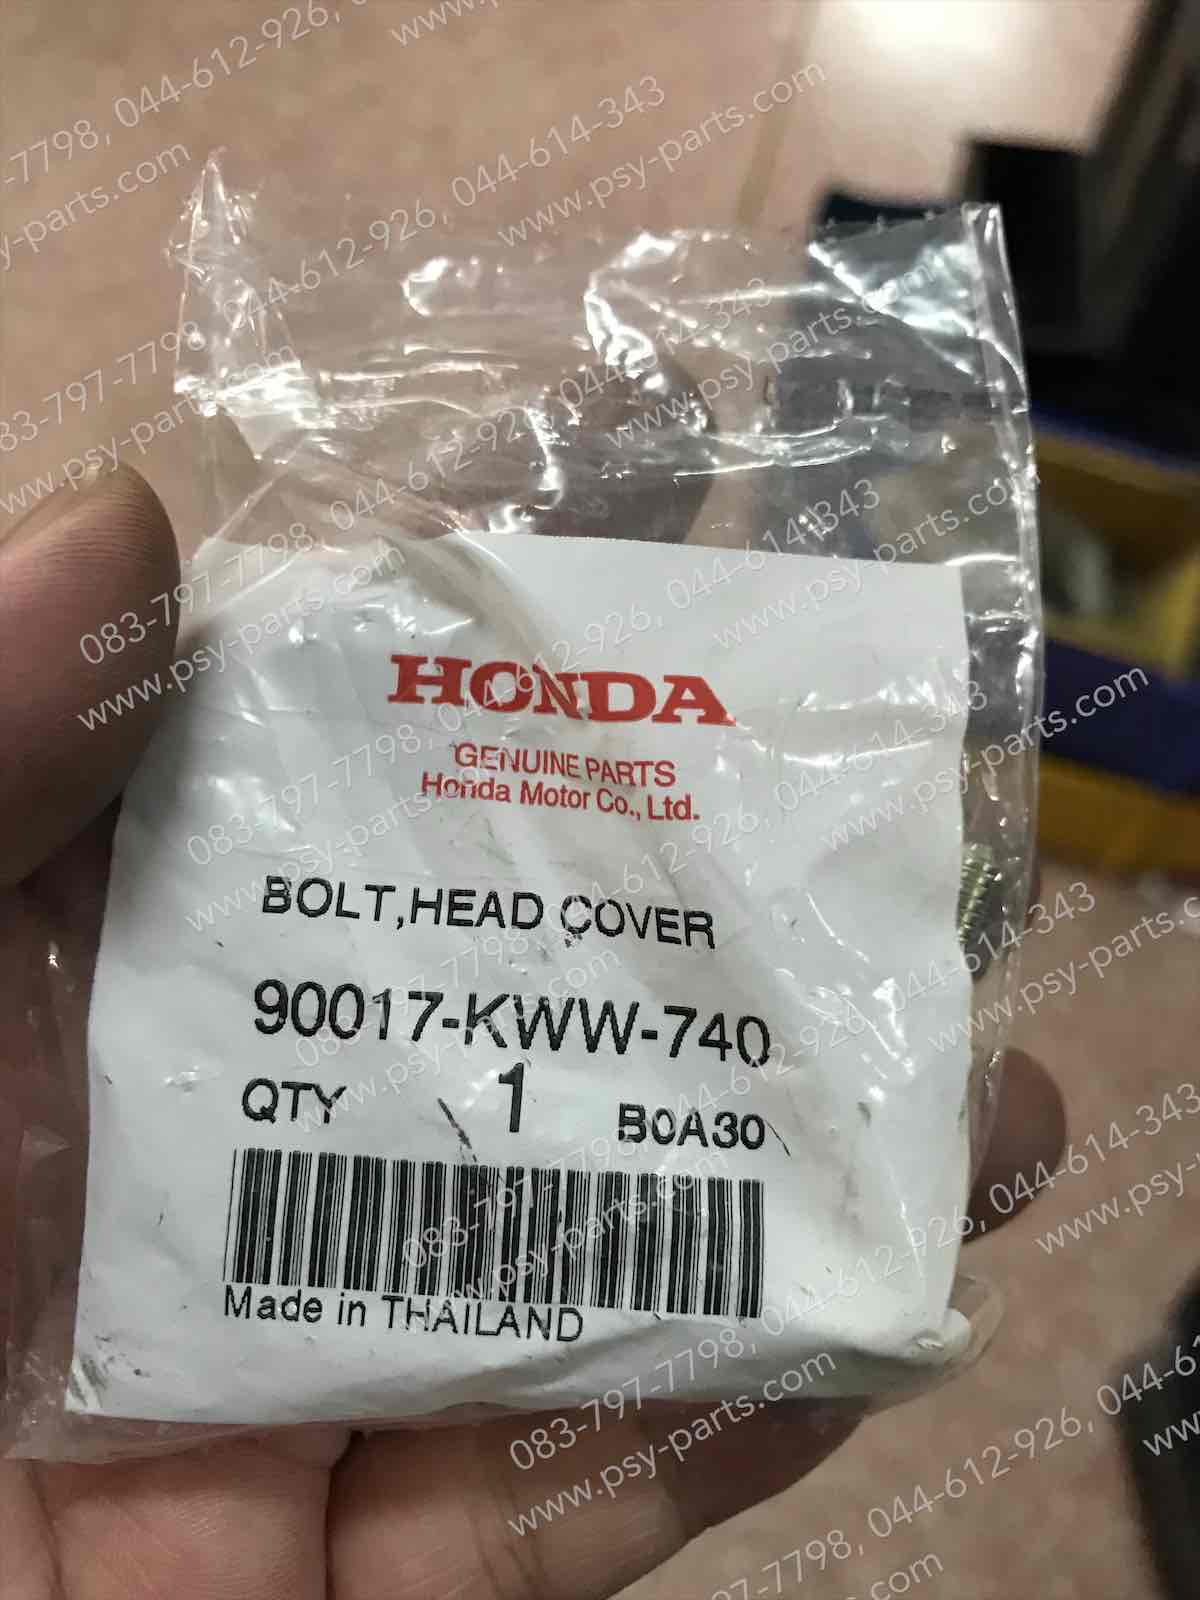 HONDA
GENUINE PARTS
Honda Motor Co., Ltd.
BOLT,HEAD COVER
90017-KWW-740
QTY 1 B0A30
Made in THAILAND
083-797-7798, 044-612-926, 044-614-343
www.psy-parts.com